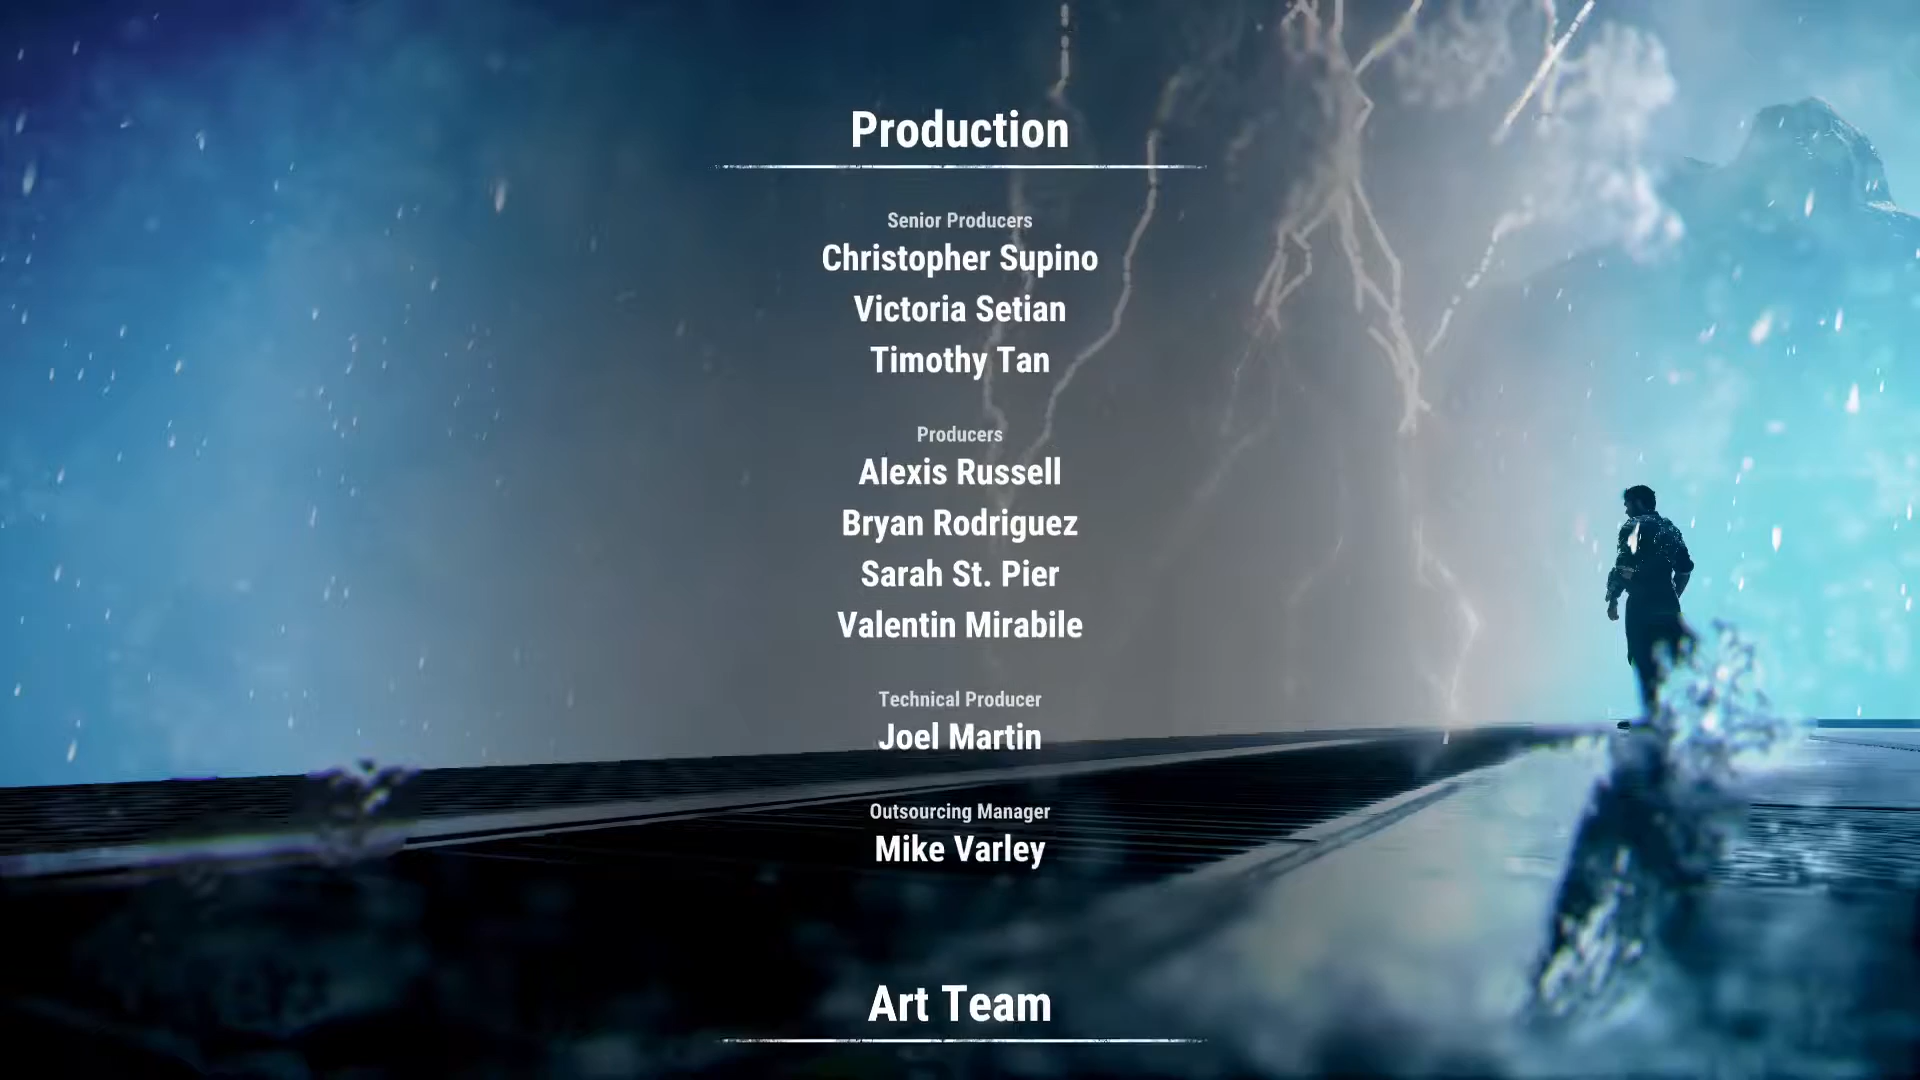 Production
Senior Producers
Christopher Supino
Victoria Setian
Timothy Tan
Producers
Alexis Russell
Bryan Rodriguez
Sarah St. Pier
Valentin Mirabile
Technical Producer
Joel Martin
Outsourcing Manager
Mike Varley
Art Team